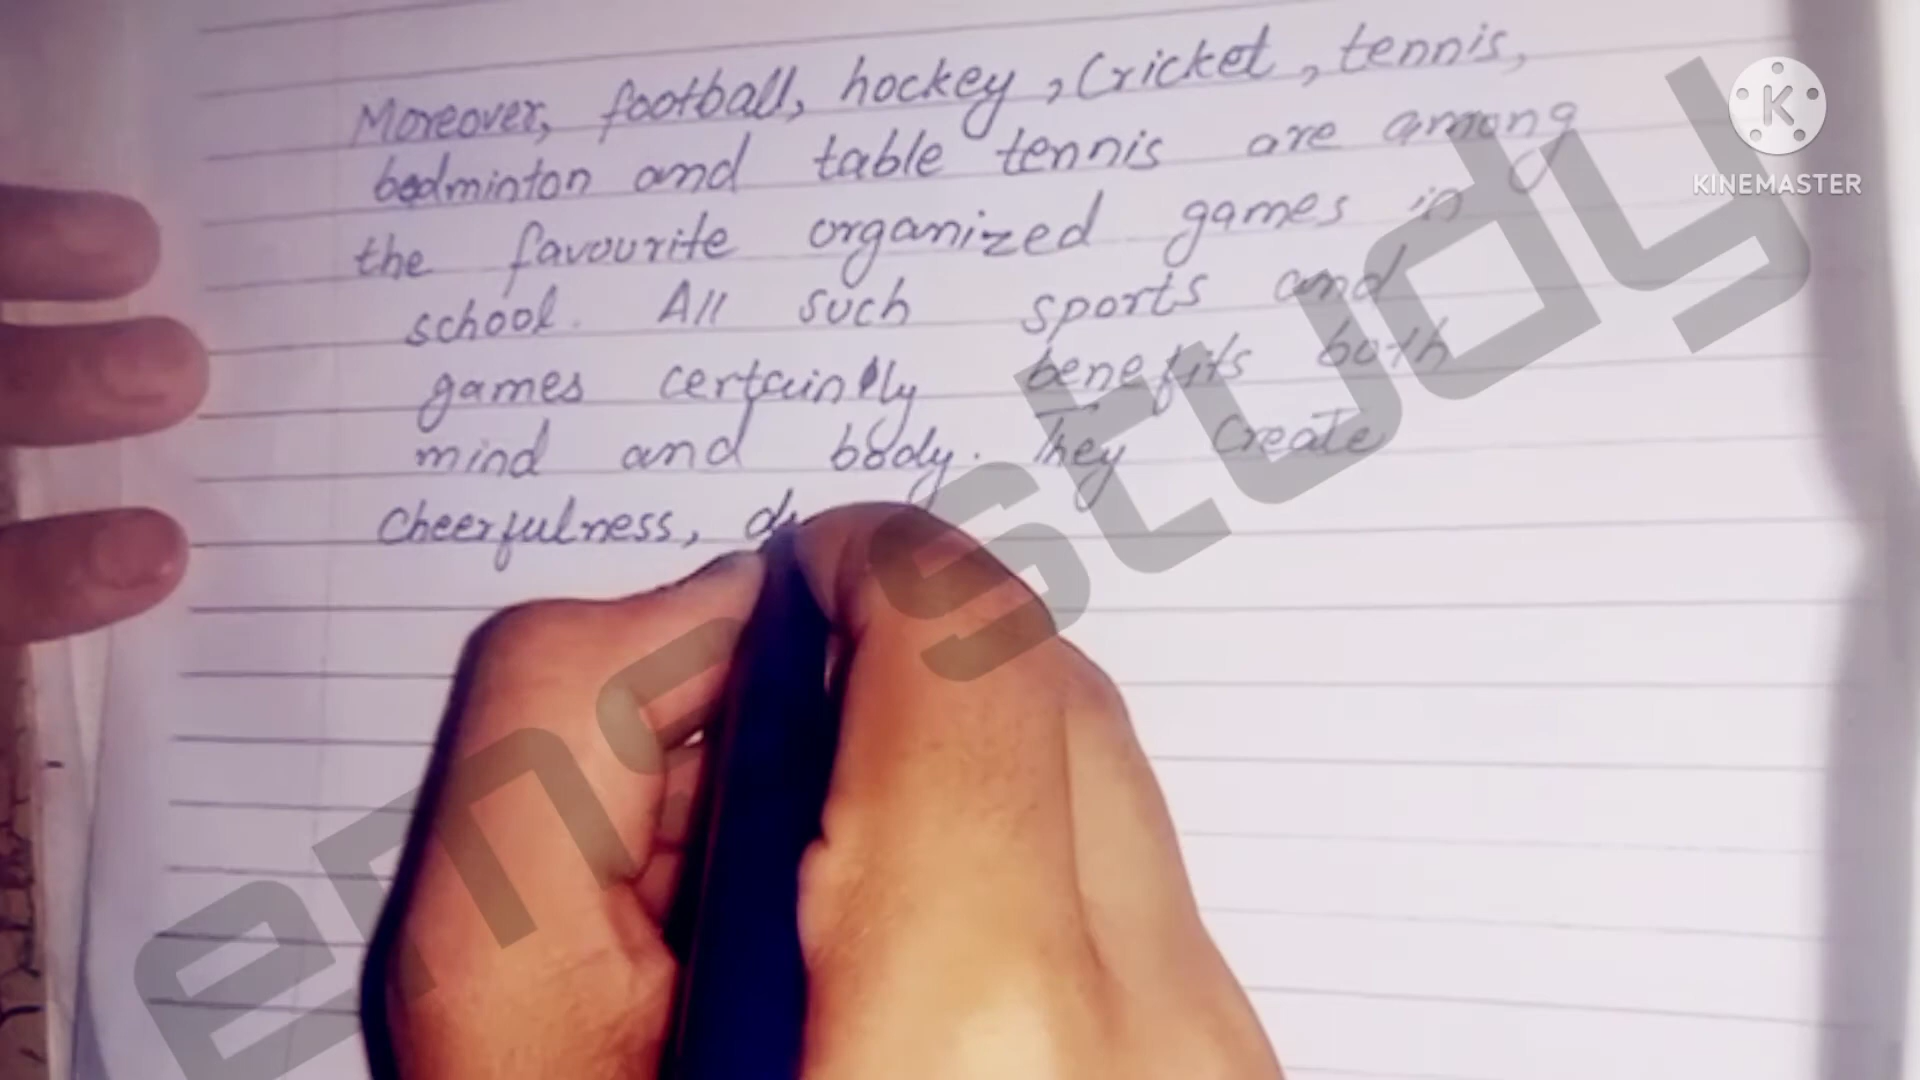 Moreover, football, hockey, Cricket, tennis,
badminton and table tennis are among
the favourite organized games in
school. All such sports and
games certainly benefits both
mind and body. They Create
Cheerfulness,
KINEMASTER
study